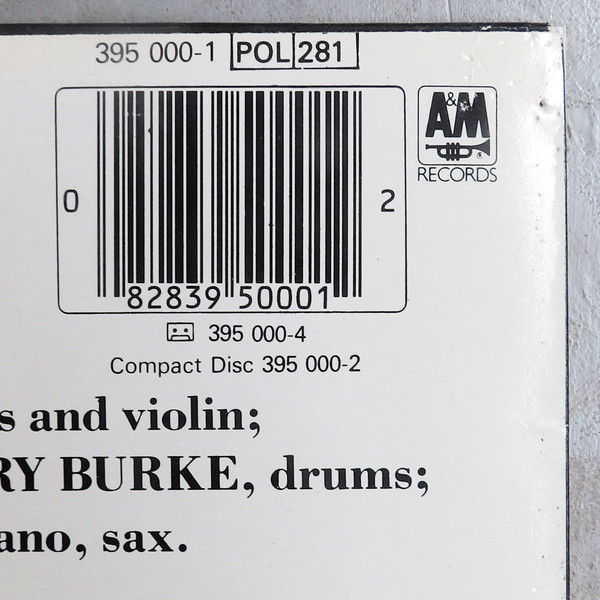 395 000-1 POL 281
A&M
RECORDS
0 82839 50001 2
395 000-4
Compact Disc 395 000-2
s and violin;
RY BURKE, drums;
ano, sax.